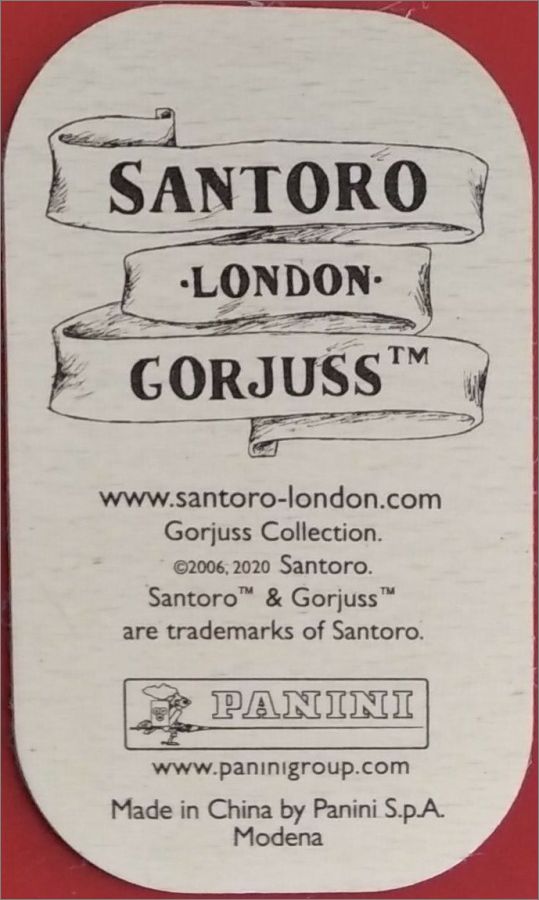 SANTORO
·LONDON·
GORJUSS™
www.santoro-london.com
Gorjuss Collection.
©2006, 2020 Santoro.
Santoro™ & Gorjuss™
are trademarks of Santoro.
PANINI
www.paninigroup.com
Made in China by Panini S.p.A.
Modena